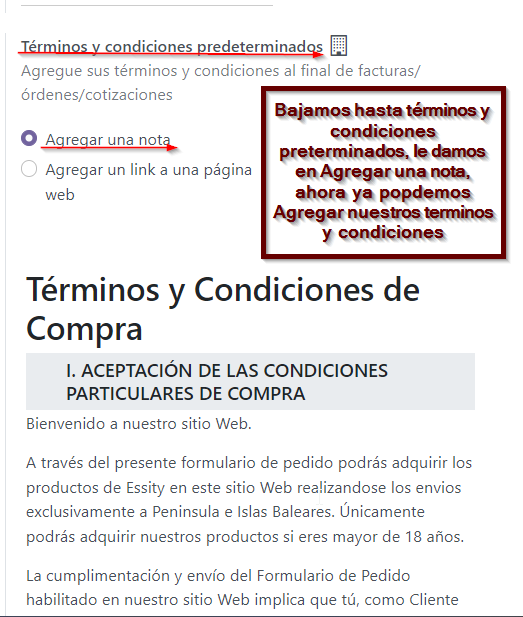 Términos y condiciones predeterminados
Agregue sus términos y condiciones al final de facturas/
órdenes/cotizaciones
Agregar una nota
Agregar un link a una página
web
Bajamos hasta términos y
condiciones
preterminados, le damos
en Agregar una nota,
ahora ya popdemos
Agregar nuestros terminos
y condiciones
Términos y Condiciones de
Compra
I. ACEPTACIÓN DE LAS CONDICIONES
PARTICULARES DE COMPRA
Bienvenido a nuestro sitio Web.
A través del presente formulario de pedido podrás adquirir los
productos de Essity en este sitio Web realizandose los envios
exclusivamente a Peninsula e Islas Baleares. Únicamente
podrás adquirir nuestros productos si eres mayor de 18 años.
La cumplimentación y envío del Formulario de Pedido
habilitado en nuestro sitio Web implica que tú, como Cliente